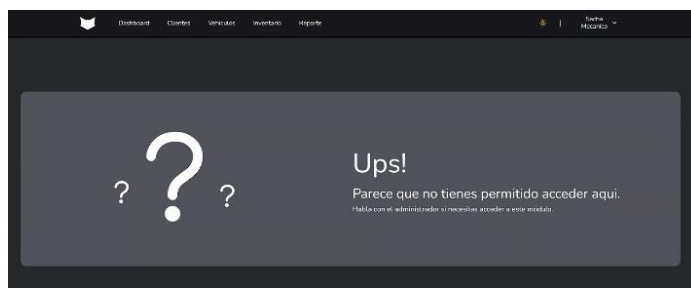 Dashboard Clientes Vehiculos Inventario Reporte
Sacha
Mecanico
?
?
?
Ups!
Parece que no tienes permitido acceder aqui.
Habla con el administrador si necesitas acceder a este módulo.